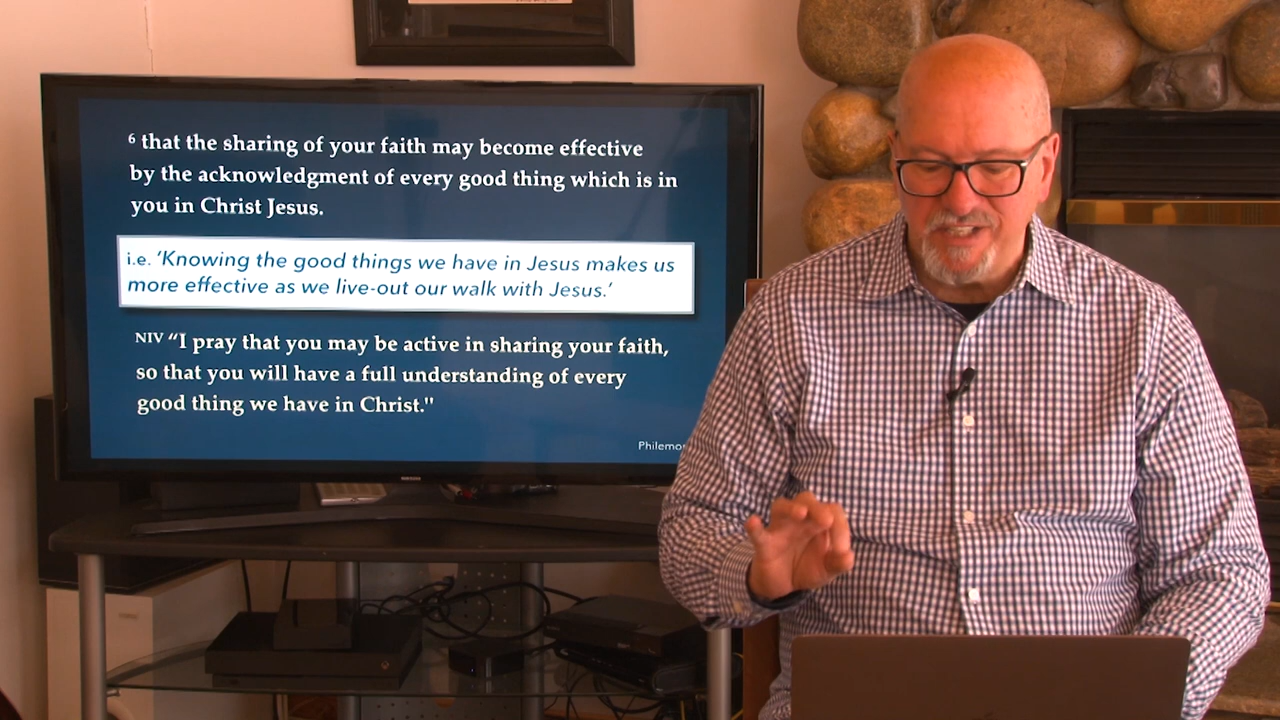 6 that the sharing of your faith may become effective
by the acknowledgment of every good thing which is in
you in Christ Jesus.
i.e. ‘Knowing the good things we have in Jesus makes us
more effective as we live-out our walk with Jesus.’
NIV “I pray that you may be active in sharing your faith,
so that you will have a full understanding of every
good thing we have in Christ."